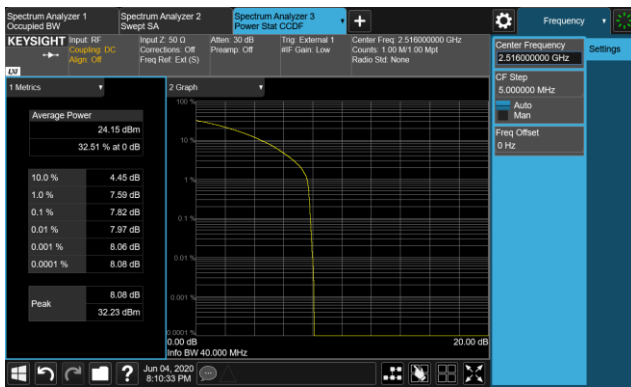 Spectrum Analyzer 1
Occupied BW
Spectrum Analyzer 2
Swept SA
Spectrum Analyzer 3
Power Stat CCDF
Frequency
KEYSIGHT
Input: RF
Coupling: DC
Align: Off
Input Z: 50 Ω
Corrections: Off
Freq Ref: Ext (S)
Atten: 30 dB
Preamp: Off
Trig: External 1
#IF Gain: Low
Center Freq: 2.516000000 GHz
Counts: 1.00 M/1.00 Mpt
Radio Std: None
LXI
Center Frequency
2.516000000 GHz
Settings
CF Step
5.000000 MHz
Auto
Man
Freq Offset
0 Hz
1 Metrics
2 Graph
Average Power
24.15 dBm
32.51 % at 0 dB
10.0 % 4.45 dB
1.0 % 7.59 dB
0.1 % 7.82 dB
0.01 % 7.97 dB
0.001 % 8.06 dB
0.0001 % 8.08 dB
Peak
8.08 dB
32.23 dBm
100 %
10 %
1 %
0.1 %
0.01 %
0.001 %
0.0001 %
0.00 dB
20.00 dB
Info BW 40.000 MHz
?
Jun 04, 2020
8:10:33 PM